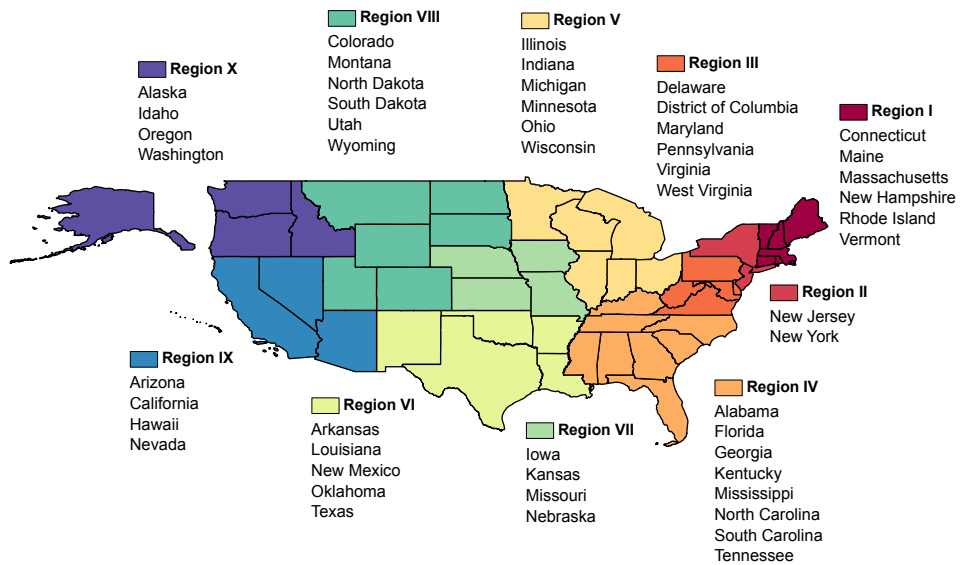 Region VIII
Colorado
Montana
North Dakota
South Dakota
Utah
Wyoming
Region V
Illinois
Indiana
Michigan
Minnesota
Ohio
Wisconsin
Region X
Alaska
Idaho
Oregon
Washington
Region III
Delaware
District of Columbia
Maryland
Pennsylvania
Virginia
West Virginia
Region I
Connecticut
Maine
Massachusetts
New Hampshire
Rhode Island
Vermont
Region II
New Jersey
New York
Region IX
Arizona
California
Hawaii
Nevada
Region VI
Arkansas
Louisiana
New Mexico
Oklahoma
Texas
Region VII
Iowa
Kansas
Missouri
Nebraska
Region IV
Alabama
Florida
Georgia
Kentucky
Mississippi
North Carolina
South Carolina
Tennessee